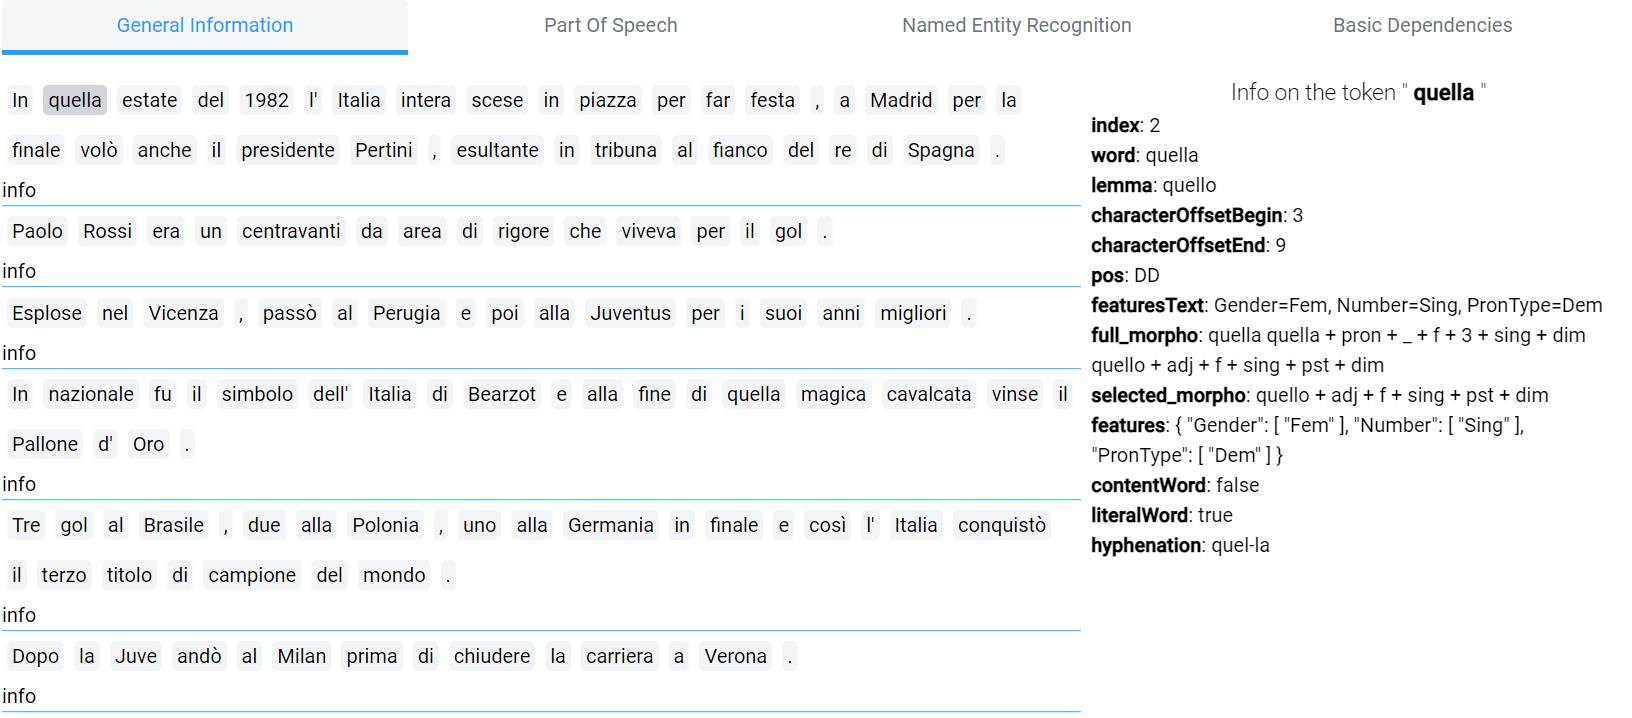 General Information
Part Of Speech
Named Entity Recognition
Basic Dependencies
In quella estate del 1982 l' Italia intera scese in piazza per far festa , a Madrid per la
finale volò anche il presidente Pertini , esultante in tribuna al fianco del re di Spagna .
info
Paolo Rossi era un centravanti da area di rigore che viveva per il gol .
info
Esplose nel Vicenza , passò al Perugia e poi alla Juventus per i suoi anni migliori .
info
In nazionale fu il simbolo dell' Italia di Bearzot e alla fine di quella magica cavalcata vinse il
Pallone d' Oro .
info
Tre gol al Brasile , due alla Polonia , uno alla Germania in finale e così l' Italia conquistò
il terzo titolo di campione del mondo .
info
Dopo la Juve andò al Milan prima di chiudere la carriera a Verona .
info
Info on the token " quella "
index: 2
word: quella
lemma: quello
characterOffsetBegin: 3
characterOffsetEnd: 9
pos: DD
featuresText: Gender=Fem, Number=Sing, PronType=Dem
full_morpho: quella quella + pron + _ + f + 3 + sing + dim
quello + adj + f + sing + pst + dim
selected_morpho: quello + adj + f + sing + pst + dim
features: { "Gender": [ "Fem" ], "Number": [ "Sing" ],
"PronType": [ "Dem" ] }
contentWord: false
literalWord: true
hyphenation: quel-la